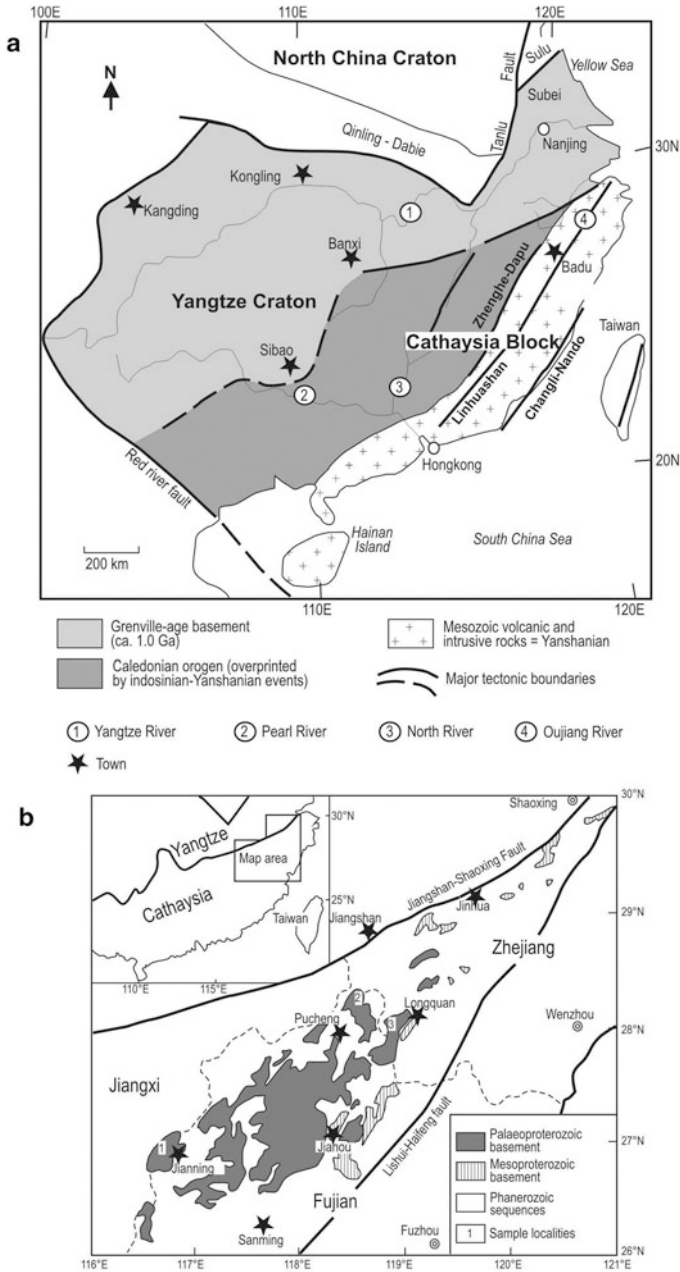 a
100E
110E
120E
North China Craton
Fault
Sulu
Yellow Sea
N
Subei
Qinling - Dabie
Tanlu
Nanjing
30N
Kongling
Kangding
1
4
Banxi
Badu
Zhenghe-Dapu
Yangtze Craton
Taiwan
Cathaysia Block
Sibao
2
3
Linhuashan
Changli-Nando
Hongkong
20N
Red river fault
Hainan
Island
South China Sea
200 km
110E
120E
Grenville-age basement
(ca. 1.0 Ga)
Mesozoic volcanic and
intrusive rocks = Yanshanian
Caledonian orogen (overprinted
by indosinian-Yanshanian events)
Major tectonic boundaries
1 Yangtze River
2 Pearl River
3 North River
4 Oujiang River
Town
b
30°N
Shaoxing
30°N
Yangtze
Map area
Cathaysia
25°N
Taiwan
110°E
115°E
Jiangshan-Shaoxing Fault
Jinhua
Jiangshan
29°N
Zhejiang
2
Longquan
Pucheng
3
Wenzhou
28°N
Jiangxi
Lishui-Haifeng fault
1
Jianning
Jiahou
27°N
Fujian
Sanming
Fuzhou
Palaeoproterozoic
basement
Mesoproterozoic
basement
Phanerozoic
sequences
1 Sample localities
26°N
116°E
117°E
118°E
119°E
120°E
121°E